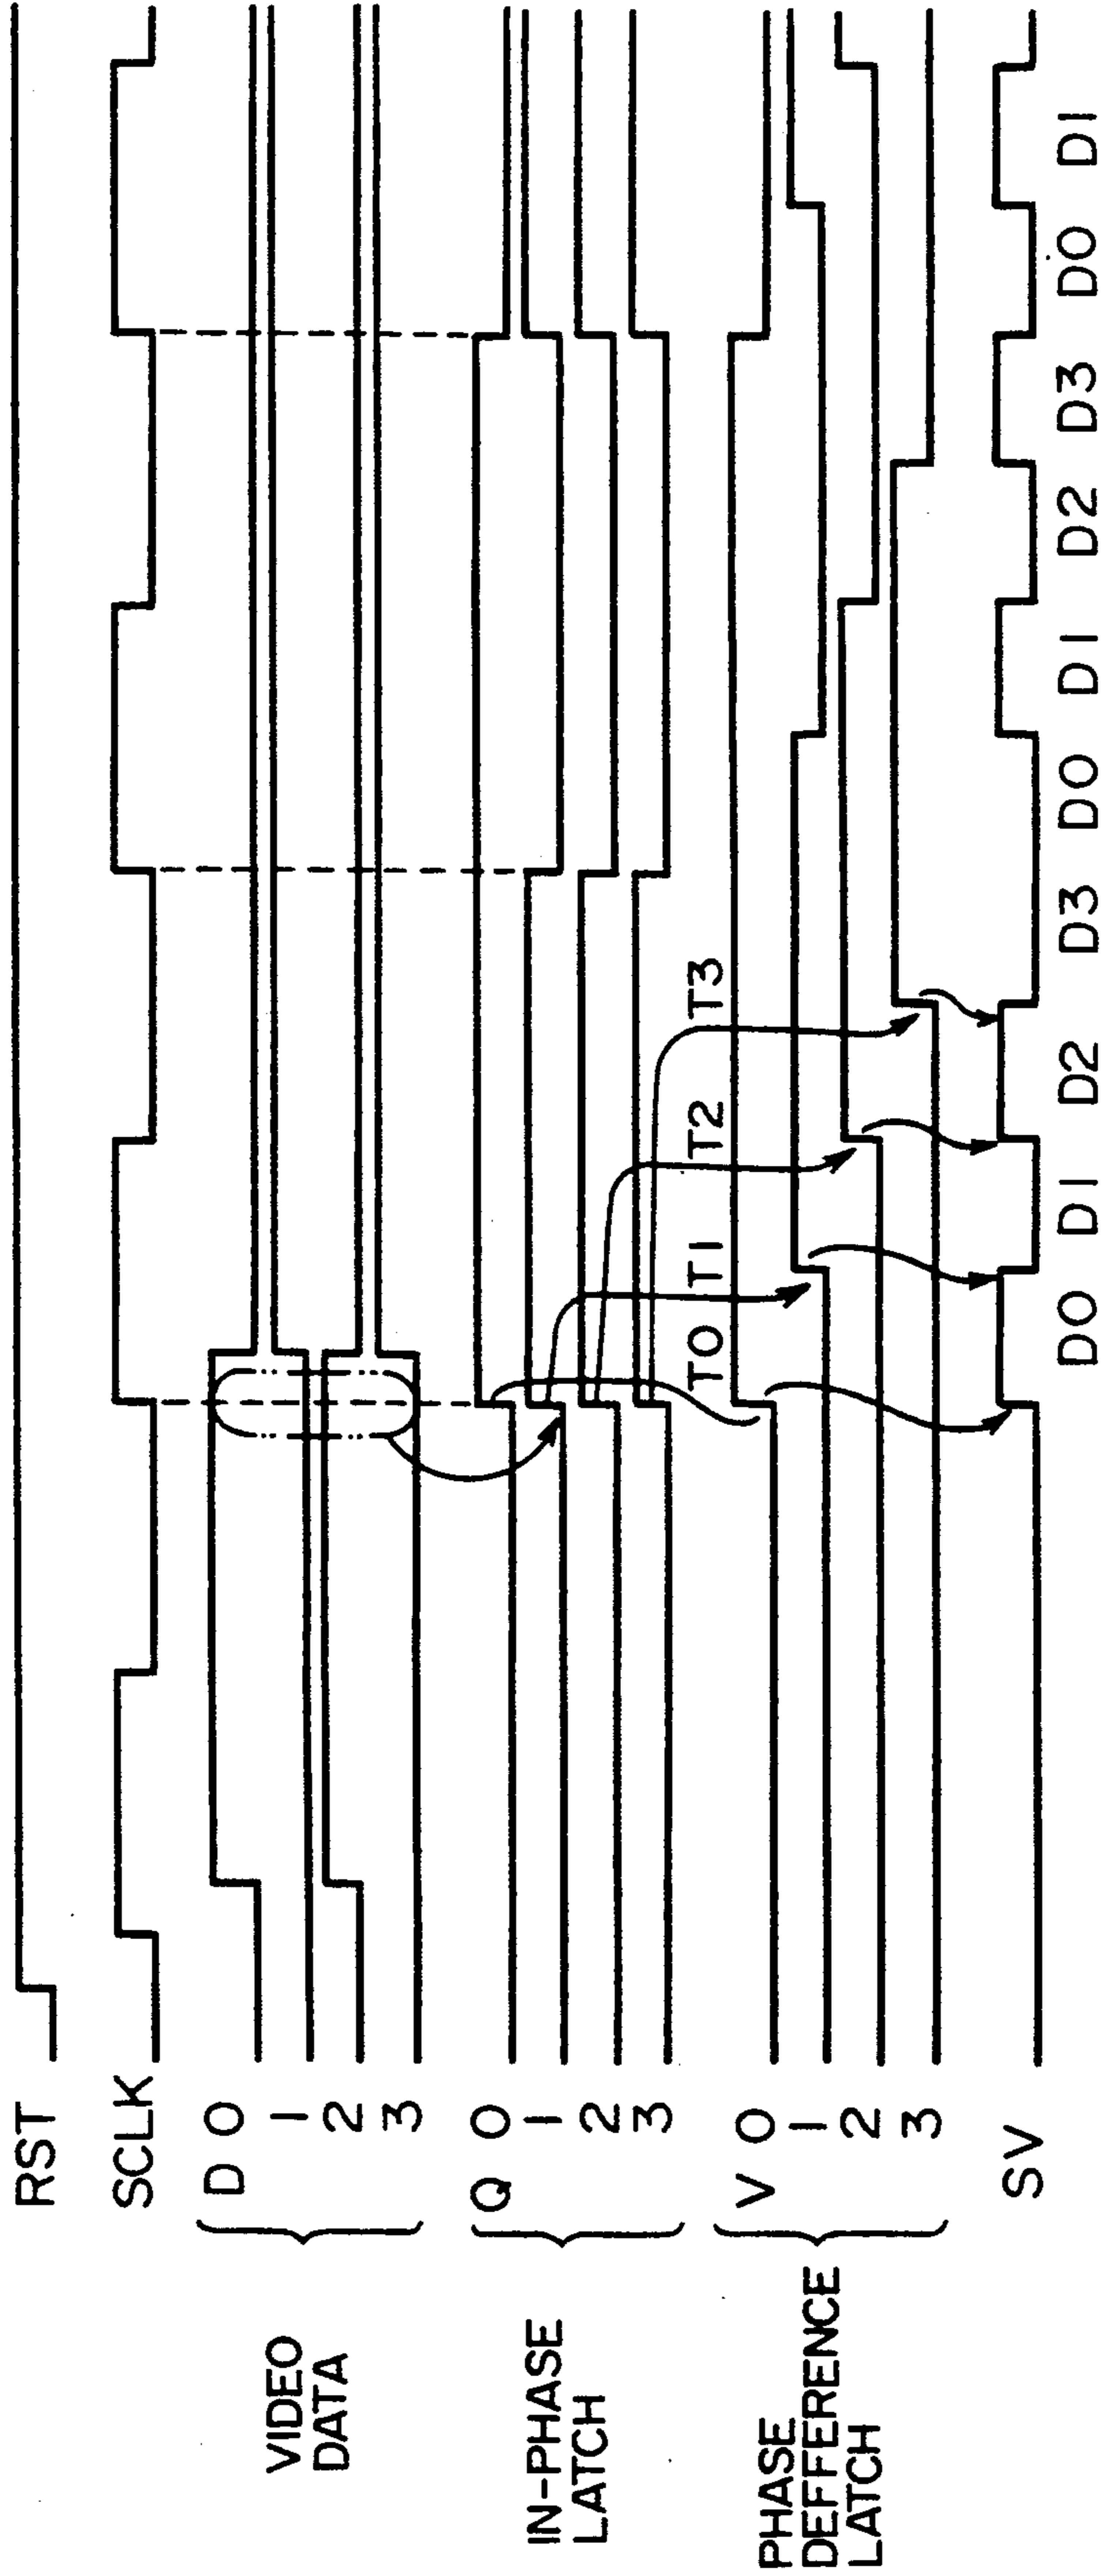 RST
SCLK
D 0
1
2
3
VIDEO
DATA
Q 0
1
2
3
IN-PHASE
LATCH
T0 T1 T2 T3
V 0
1
2
3
PHASE
DEFFERENCE
LATCH
SV
D0 D1 D2 D3 D0 D1 D2 D3 D0 D1